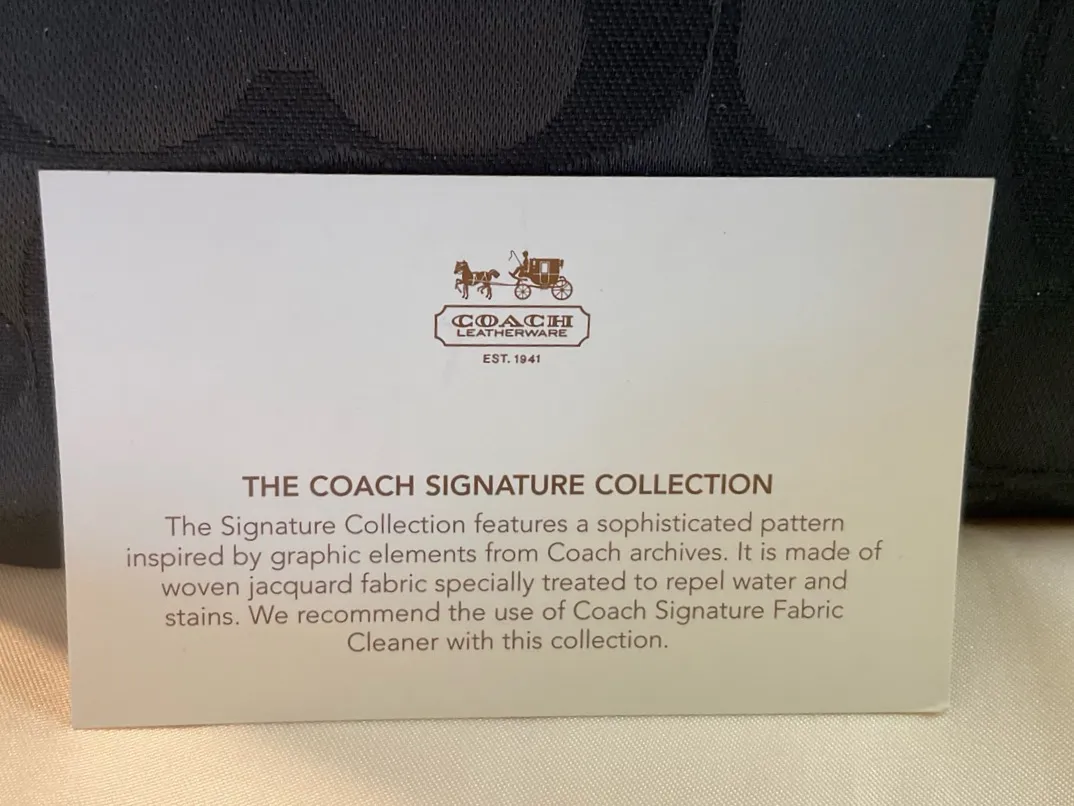 COACH
LEATHERWARE
EST. 1941
THE COACH SIGNATURE COLLECTION
The Signature Collection features a sophisticated pattern
inspired by graphic elements from Coach archives. It is made of
woven jacquard fabric specially treated to repel water and
stains. We recommend the use of Coach Signature Fabric
Cleaner with this collection.